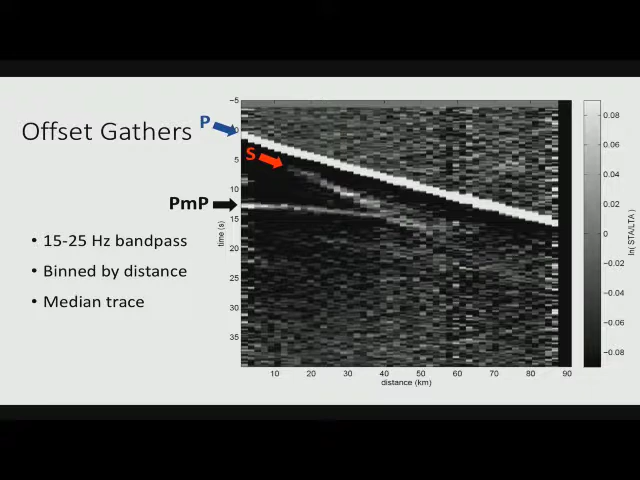 Offset Gathers
P
S
PmP
• 15-25 Hz bandpass
• Binned by distance
• Median trace
−5
0
5
10
15
20
25
30
35
time (s)
10 20 30 40 50 60 70 80 90
distance (km)
0.08
0.06
0.04
0.02
0
−0.02
−0.04
−0.06
−0.08
ln( STA/LTA)